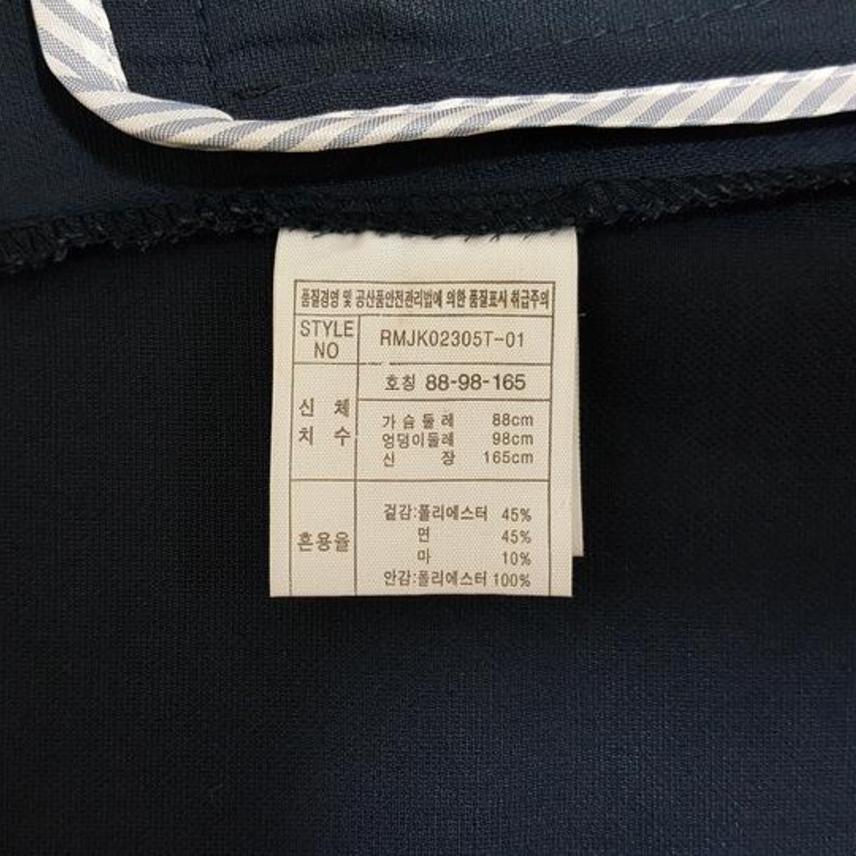 품질경영 및 공산품안전관리법에 의한 품질표시 취급주의
STYLE NO RMJK02305T-01
신체 치수
호칭 88-98-165
가슴둘레 88cm
엉덩이둘레 98cm
신장 165cm
혼용율
겉감:폴리에스터 45%
면 45%
마 10%
안감:폴리에스터 100%